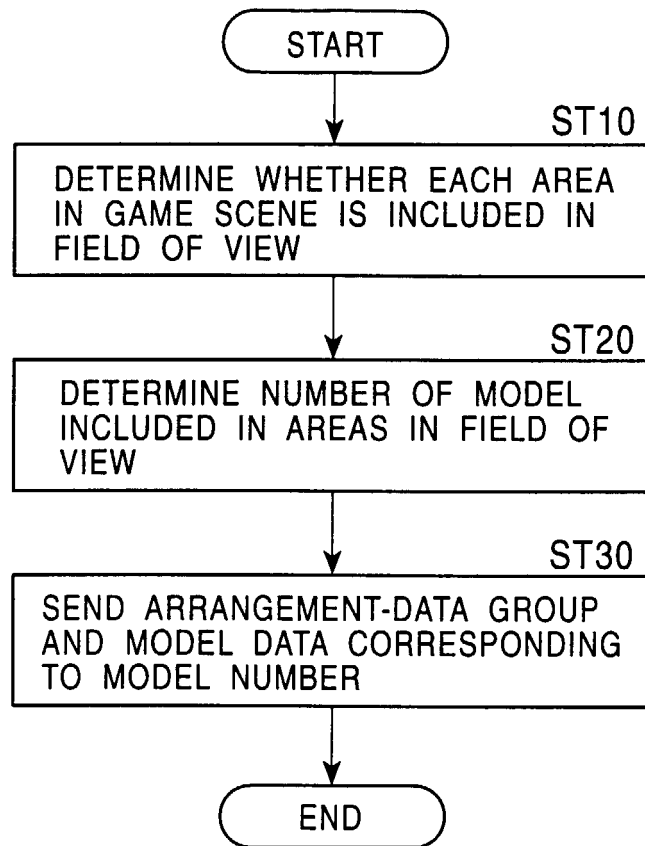 START
ST10
DETERMINE WHETHER EACH AREA
IN GAME SCENE IS INCLUDED IN
FIELD OF VIEW
ST20
DETERMINE NUMBER OF MODEL
INCLUDED IN AREAS IN FIELD OF
VIEW
ST30
SEND ARRANGEMENT-DATA GROUP
AND MODEL DATA CORRESPONDING
TO MODEL NUMBER
END